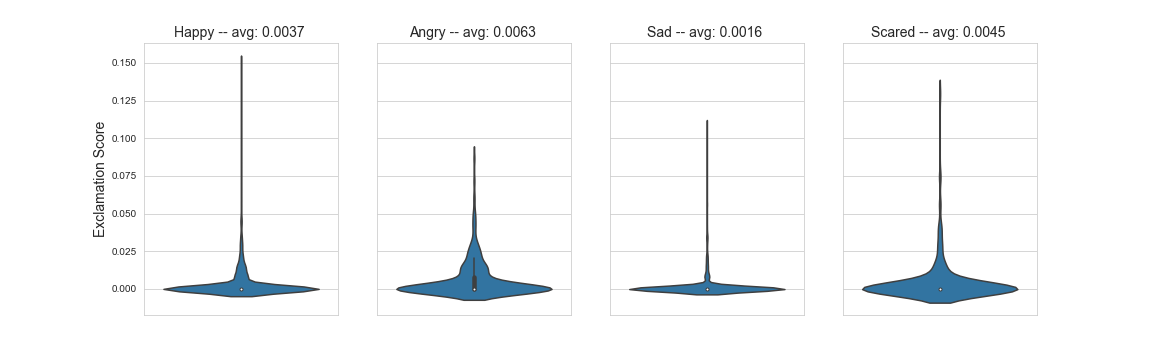 Happy -- avg: 0.0037
Angry -- avg: 0.0063
Sad -- avg: 0.0016
Scared -- avg: 0.0045
Exclamation Score
0.150
0.125
0.100
0.075
0.050
0.025
0.000